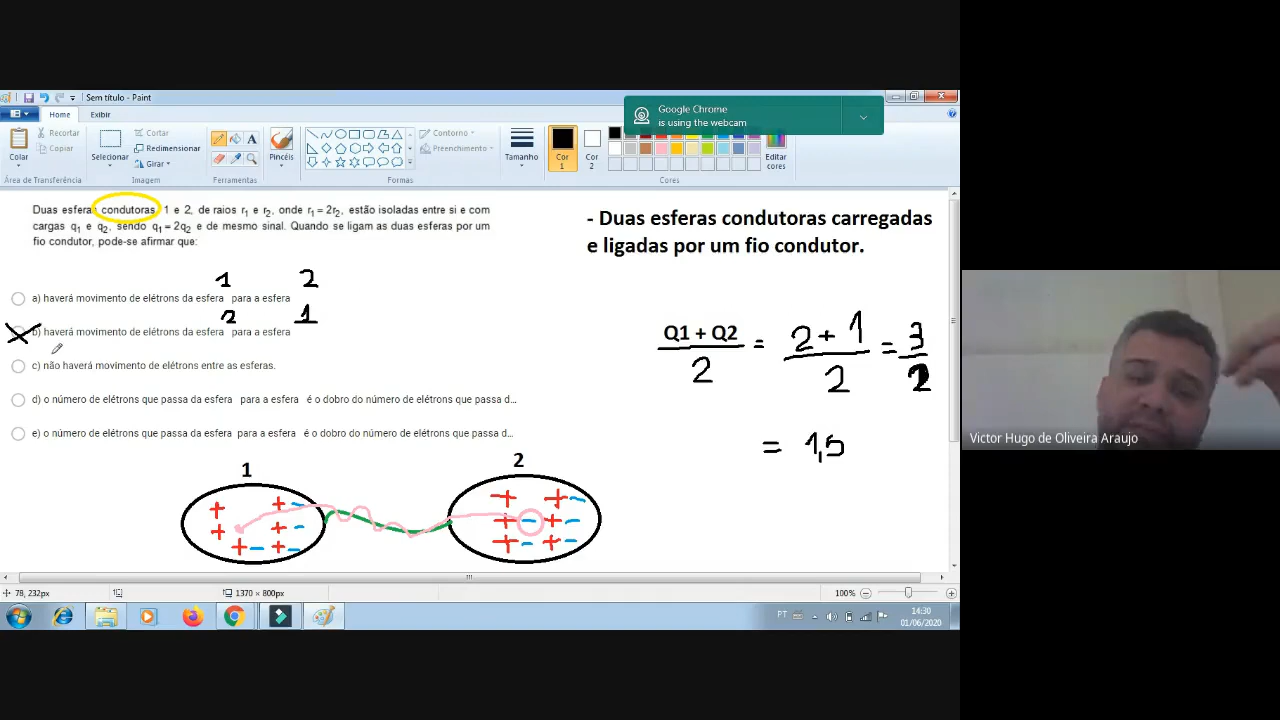 Sem título - Paint
Google Chrome
is using the webcam
Home
Exibir
Colar
Recortar
Copiar
Selecionar
Cortar
Redimensionar
Girar
Pincéis
Contorno
Preenchimento
Tamanho
Cor
1
Cor
2
Editar
cores
Área de Transferência
Imagem
Ferramentas
Formas
Cores
Duas esferas condutoras 1 e 2, de raios r1 e r2, onde r1 = 2r2, estão isoladas entre si e com
cargas q1 e q2, sendo q1 = 2q2 e de mesmo sinal. Quando se ligam as duas esferas por um
fio condutor, pode-se afirmar que:
- Duas esferas condutoras carregadas
e ligadas por um fio condutor.
1 2
a) haverá movimento de elétrons da esfera para a esfera
2 1
b) haverá movimento de elétrons da esfera para a esfera
c) não haverá movimento de elétrons entre as esferas.
d) o número de elétrons que passa da esfera para a esfera é o dobro do número de elétrons que passa d...
e) o número de elétrons que passa da esfera para a esfera é o dobro do número de elétrons que passa d...
Q1 + Q2
2
=
2 + 1
2
=
3
2
= 1,5
1
2
Victor Hugo de Oliveira Araujo
78, 232px
1370 × 800px
100%
PT
14:30
01/06/2020